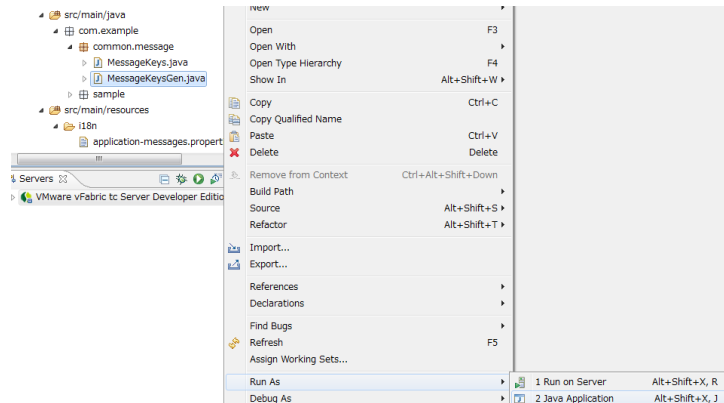 src/main/java
com.example
common.message
MessageKeys.java
MessageKeysGen.java
sample
src/main/resources
i18n
application-messages.propert
Servers
VMware vFabric tc Server Developer Editio
New
Open F3
Open With
Open Type Hierarchy F4
Show In Alt+Shift+W
Copy Ctrl+C
Copy Qualified Name
Paste Ctrl+V
Delete Delete
Remove from Context Ctrl+Alt+Shift+Down
Build Path
Source Alt+Shift+S
Refactor Alt+Shift+T
Import...
Export...
References
Declarations
Find Bugs
Refresh F5
Assign Working Sets...
Run As
Debug As
1 Run on Server Alt+Shift+X, R
2 Java Application Alt+Shift+X, J